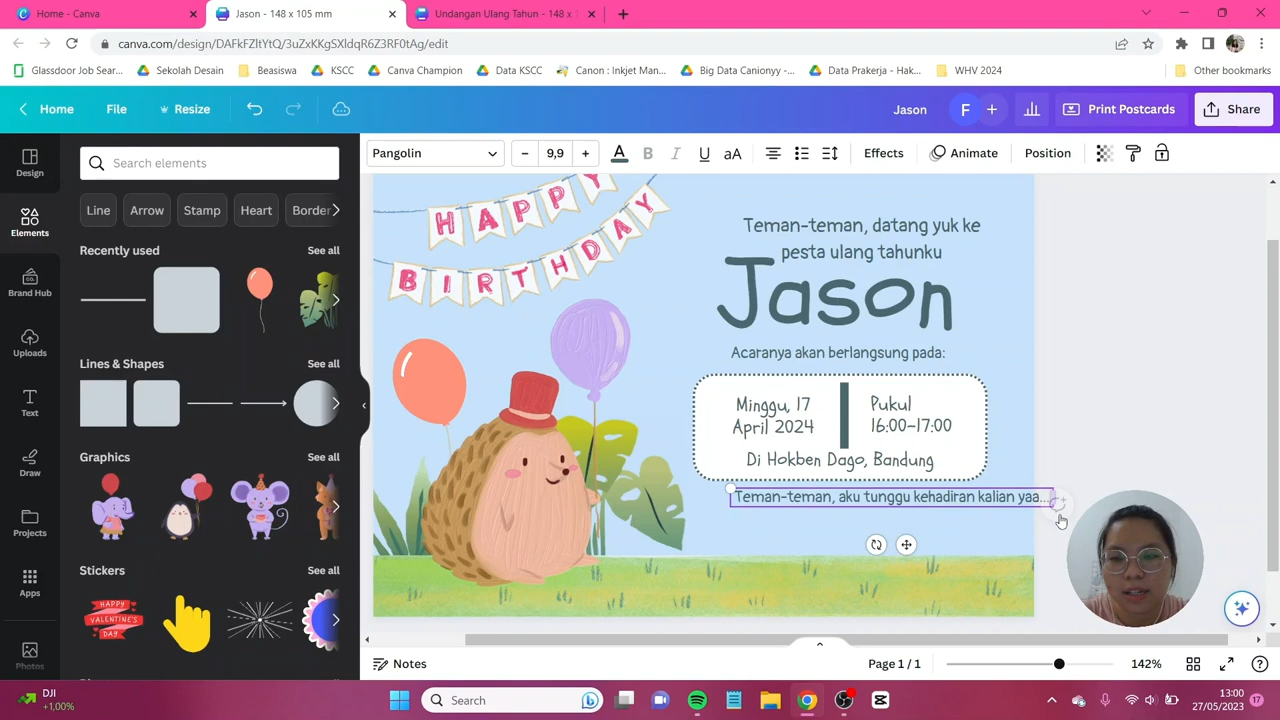 Home - Canva
Jason - 148 x 105 mm
Undangan Ulang Tahun - 148 x 1
canva.com/design/DAFkFZltYtQ/3uZxKKgSXldqR6Z3RF0tAg/edit
Glassdoor Job Sear...
Sekolah Desain
Beasiswa
KSCC
Canva Champion
Data KSCC
Canon : Inkjet Man...
Big Data Canionyy -...
Data Prakerja - Hak...
WHV 2024
Other bookmarks
Home
File
Resize
Jason
F
Print Postcards
Share
Pangolin
9,9
A
B
I
U
aA
Effects
Animate
Position
Design
Elements
Brand Hub
Uploads
Text
Draw
Projects
Apps
Photos
Search elements
Line
Arrow
Stamp
Heart
Border
Recently used
See all
Lines & Shapes
See all
Graphics
See all
Stickers
See all
HAPPY VALENTINE'S DAY
HAPPY
BIRTHDAY
Teman-teman, datang yuk ke
pesta ulang tahunku
Jason
Acaranya akan berlangsung pada:
Minggu, 17
April 2024
Pukul
16:00-17:00
Di Hokben Dago, Bandung
Teman-teman, aku tunggu kehadiran kalian yaa...
Notes
Page 1 / 1
142%
DJI
+1,00%
Search
13:00
27/05/2023
17